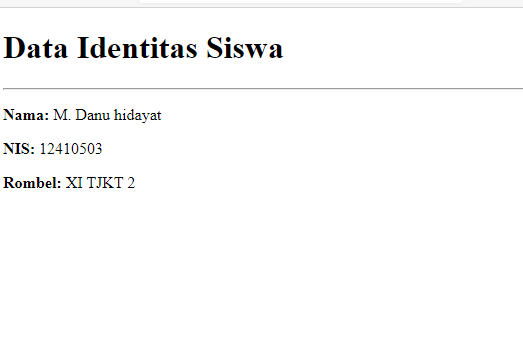 Data Identitas Siswa
Nama: M. Danu hidayat
NIS: 12410503
Rombel: XI TJKT 2